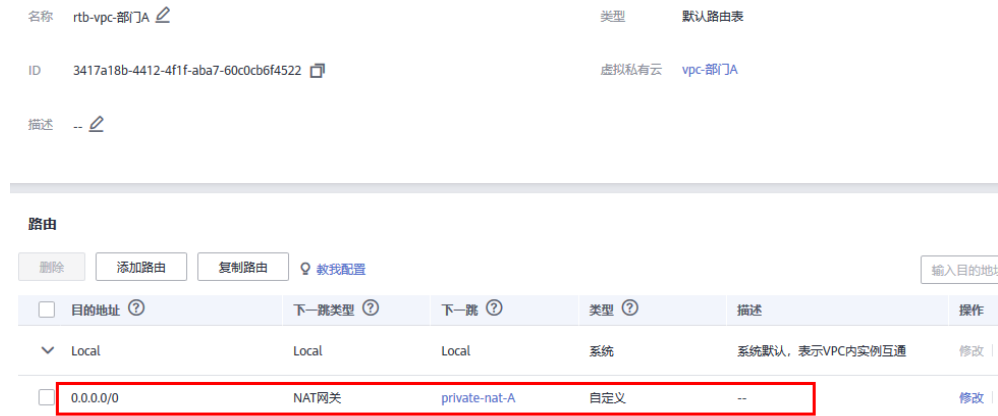 名称 rtb-vpc-部门A 类型 默认路由表
ID 3417a18b-4412-4f1f-aba7-60c0cb6f4522 虚拟私有云 vpc-部门A
描述 --
路由
删除 添加路由 复制路由 教我配置 输入目的地址
目的地址 下一跳类型 下一跳 类型 描述 操作
Local Local Local 系统 系统默认，表示VPC内实例互通 修改
0.0.0.0/0 NAT网关 private-nat-A 自定义 -- 修改